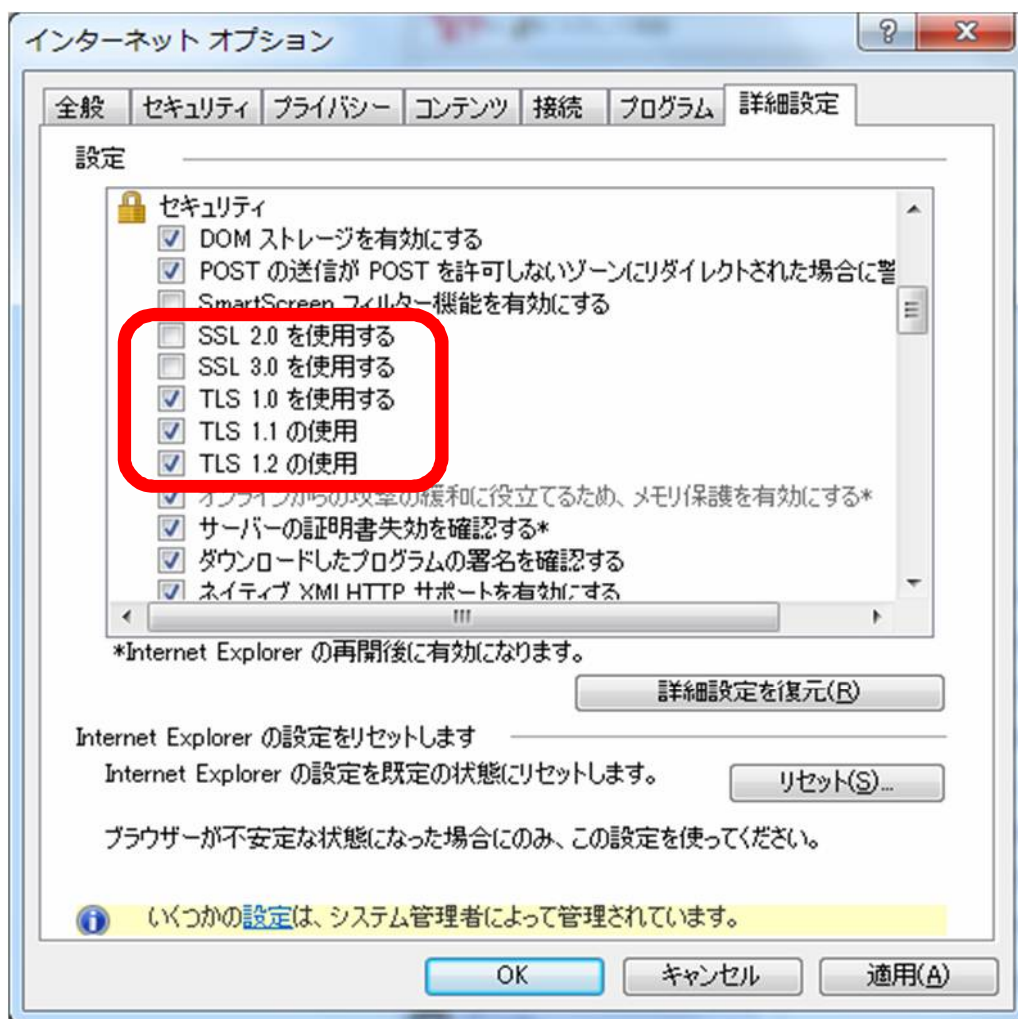 インターネット オプション
全般 セキュリティ プライバシー コンテンツ 接続 プログラム 詳細設定
設定
セキュリティ
DOM ストレージを有効にする
POST の送信が POST を許可しないゾーンにリダイレクトされた場合に警
SmartScreen フィルター機能を有効にする
SSL 2.0 を使用する
SSL 3.0 を使用する
TLS 1.0 を使用する
TLS 1.1 の使用
TLS 1.2 の使用
オンラインからの攻撃の緩和に役立てるため、メモリ保護を有効にする*
サーバーの証明書失効を確認する*
ダウンロードしたプログラムの署名を確認する
ネイティブ XMLHTTP サポートを有効にする
*Internet Explorer の再開後に有効になります。
詳細設定を復元(R)
Internet Explorer の設定をリセットします
Internet Explorer の設定を既定の状態にリセットします。
リセット(S)...
ブラウザーが不安定な状態になった場合にのみ、この設定を使ってください。
いくつかの設定は、システム管理者によって管理されています。
OK キャンセル 適用(A)